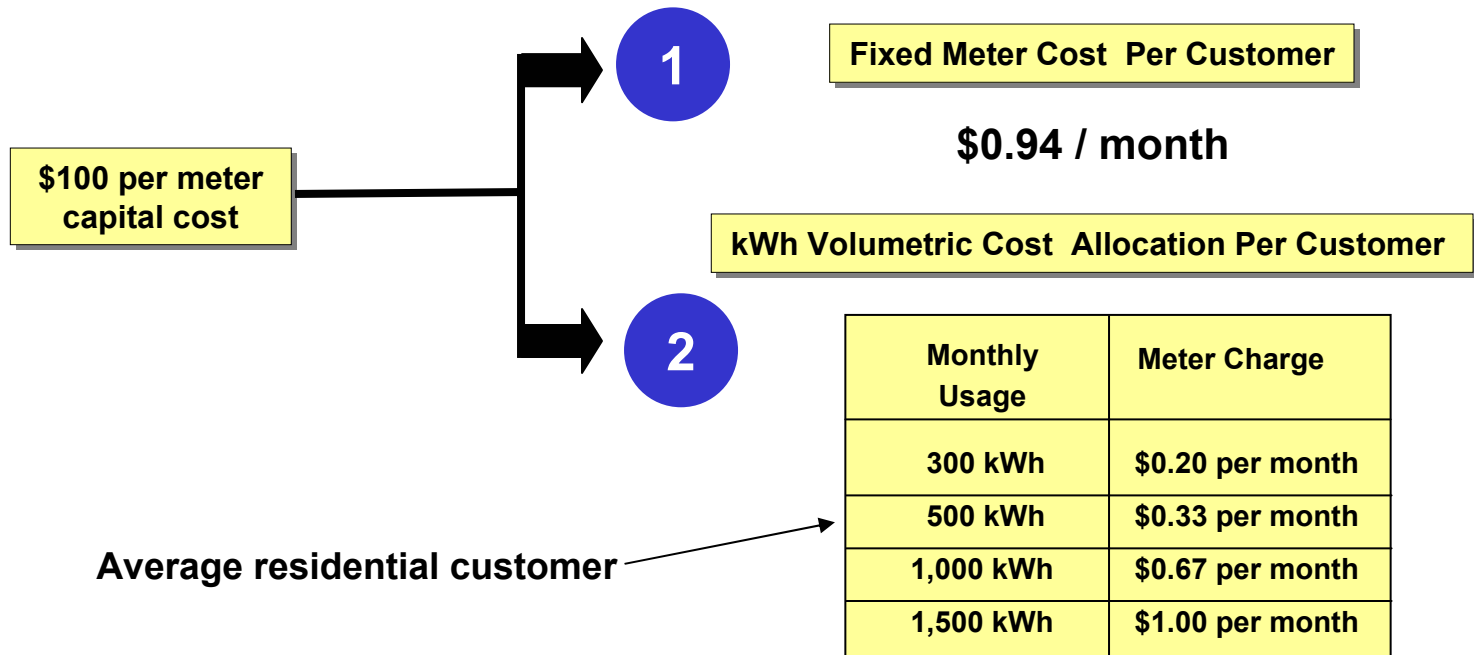 $100 per meter
capital cost
1
Fixed Meter Cost Per Customer
$0.94 / month
kWh Volumetric Cost Allocation Per Customer
2
Monthly
Usage
Meter Charge
300 kWh $0.20 per month
500 kWh $0.33 per month
1,000 kWh $0.67 per month
1,500 kWh $1.00 per month
Average residential customer